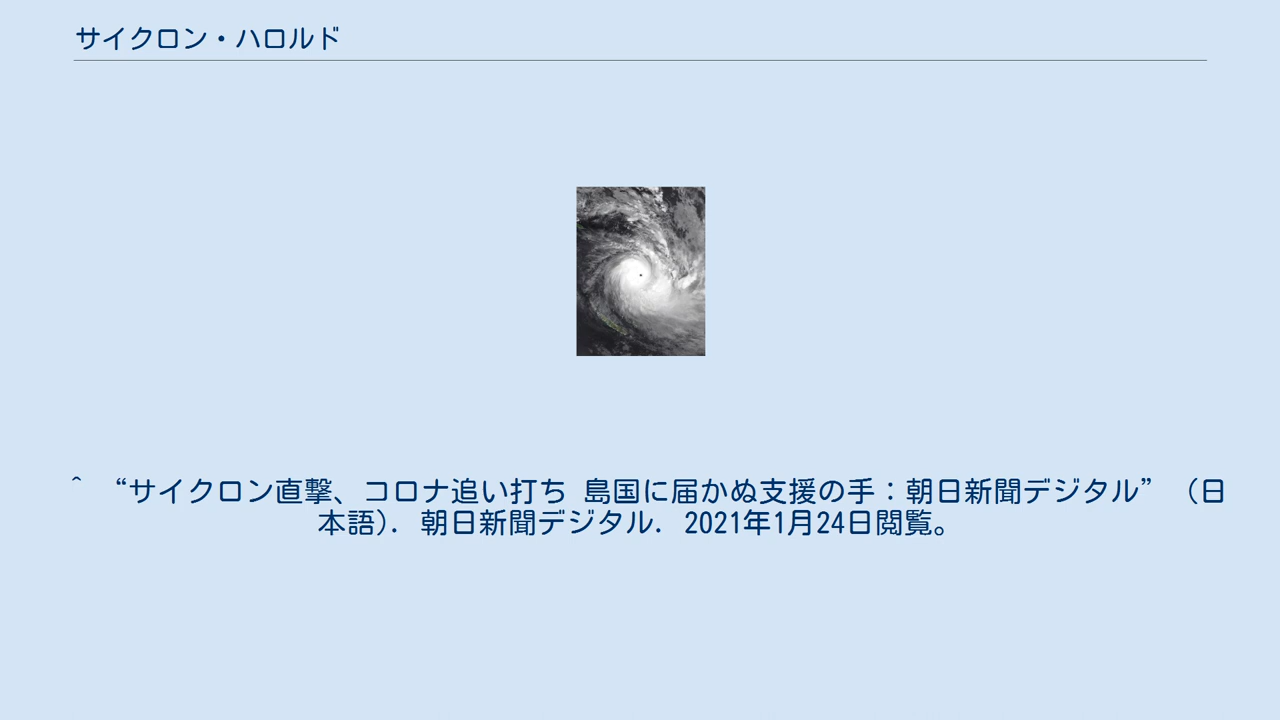 サイクロン・ハロルド
^ “サイクロン直撃、コロナ追い打ち 島国に届かぬ支援の手：朝日新聞デジタル” （日
本語）. 朝日新聞デジタル. 2021年1月24日閲覧。